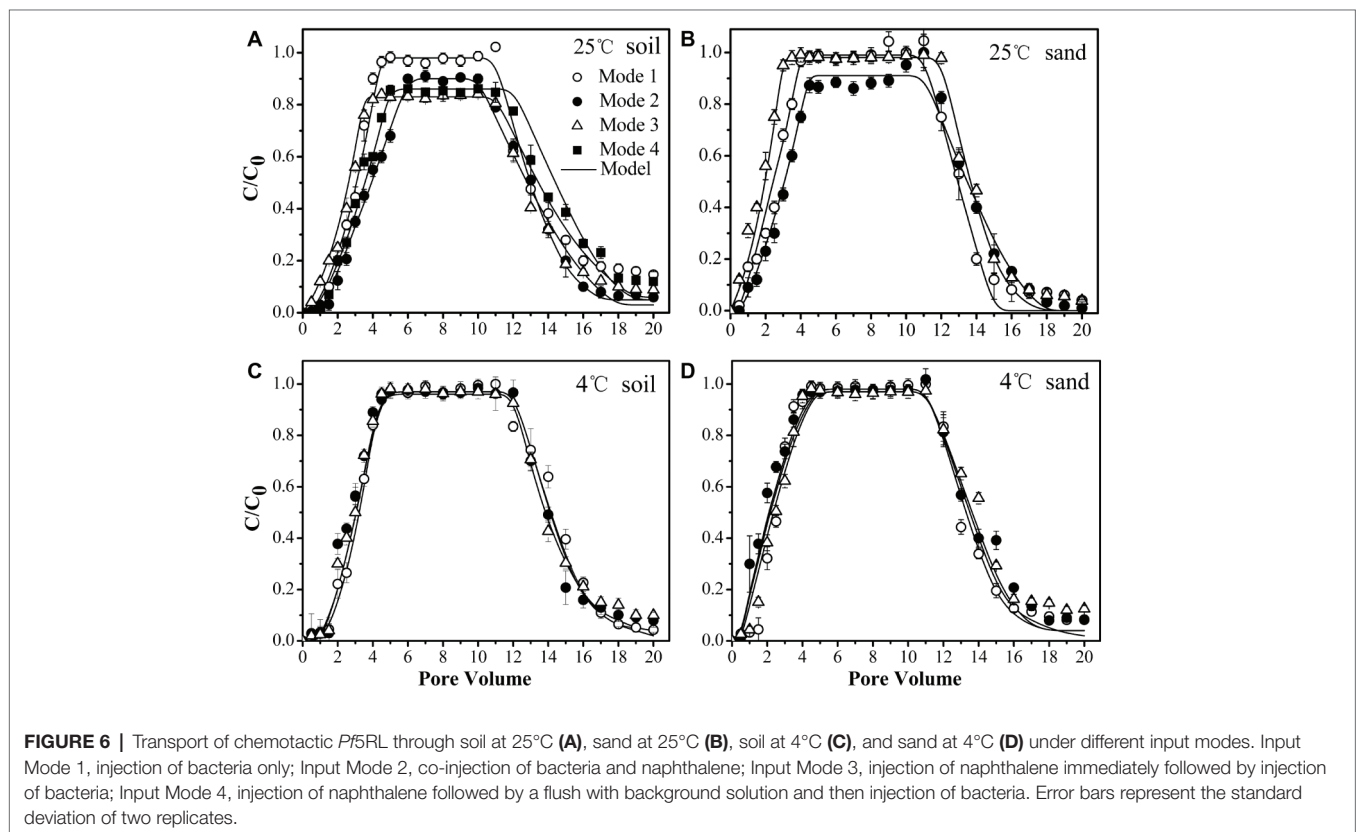 A
25℃ soil
Mode 1
Mode 2
Mode 3
Mode 4
Model
C/C0
1.0
0.8
0.6
0.4
0.2
0.0
0 2 4 6 8 10 12 14 16 18 20
B
25℃ sand
1.0
0.8
0.6
0.4
0.2
0.0
0 2 4 6 8 10 12 14 16 18 20
C
4℃ soil
C/C0
1.0
0.8
0.6
0.4
0.2
0.0
0 2 4 6 8 10 12 14 16 18 20
Pore Volume
D
4℃ sand
1.0
0.8
0.6
0.4
0.2
0.0
0 2 4 6 8 10 12 14 16 18 20
Pore Volume
FIGURE 6 | Transport of chemotactic Pf5RL through soil at 25°C (A), sand at 25°C (B), soil at 4°C (C), and sand at 4°C (D) under different input modes. Input
Mode 1, injection of bacteria only; Input Mode 2, co-injection of bacteria and naphthalene; Input Mode 3, injection of naphthalene immediately followed by injection
of bacteria; Input Mode 4, injection of naphthalene followed by a flush with background solution and then injection of bacteria. Error bars represent the standard
deviation of two replicates.